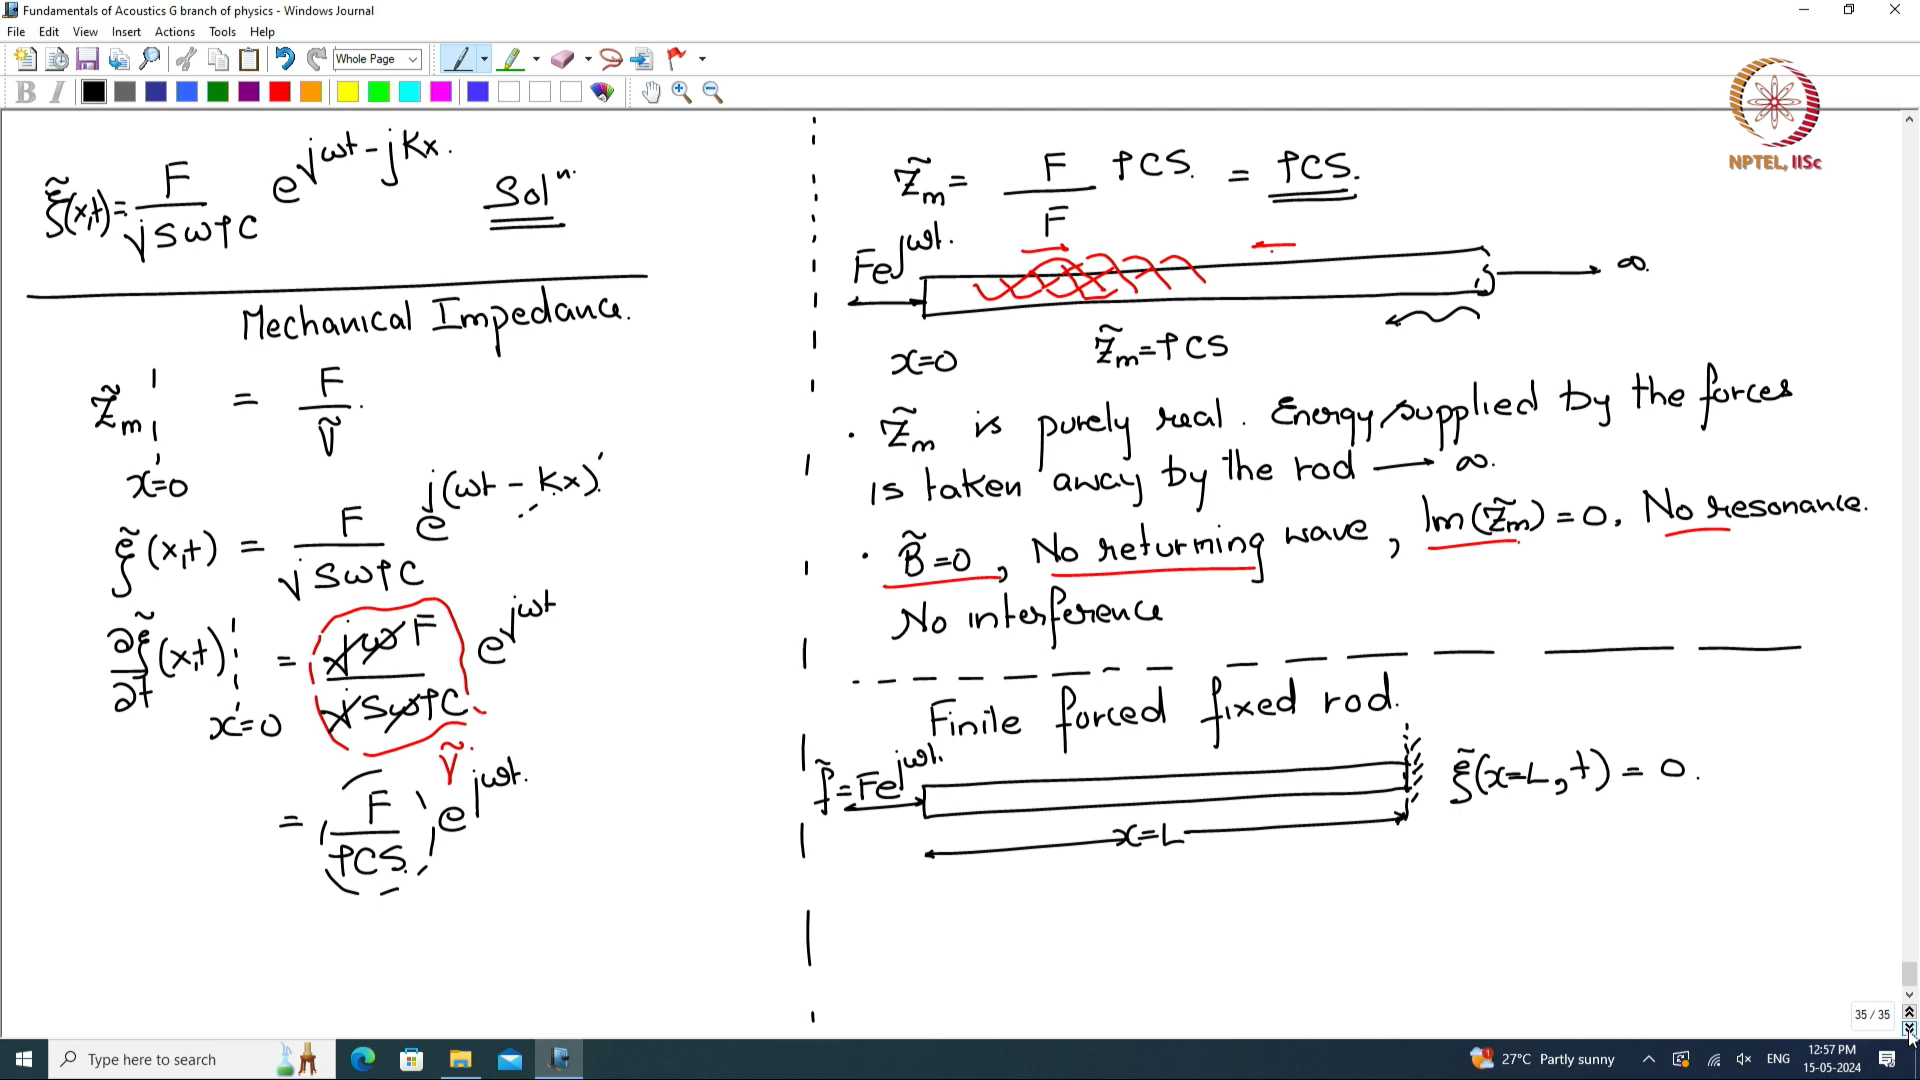 Fundamentals of Acoustics G branch of physics - Windows Journal
File Edit View Insert Actions Tools Help
Whole Page
B I
NPTEL, IISc
ξ̃(x,t) = F / jSωρC e^{jωt - jKx}. Solⁿ.
Mechanical Impedance.
Z̃m |x=0 = F / Ṽ.
ξ̃(x,t) = F / jSωρC e^{j(ωt - Kx)}
∂ξ̃/∂t (x,t) |x=0 = jωF / jSωρC e^{jωt}
Ṽ
= (F / ρCS) e^{jωt}.
Z̃m = F / F ρCS. = ρCS.
Fe^{jωt}. ∞.
x=0 Z̃m=ρCS
· Z̃m is purely real. Energy supplied by the forces
is taken away by the rod → ∞.
· B̃=0, No returning wave, Im(Z̃m) = 0. No resonance.
No interference
Finite forced fixed rod.
f̃=Fe^{jωt}. ξ̃(x=L, t) = 0.
x=L
35 / 35
Type here to search
27°C Partly sunny
ENG
12:57 PM
15-05-2024